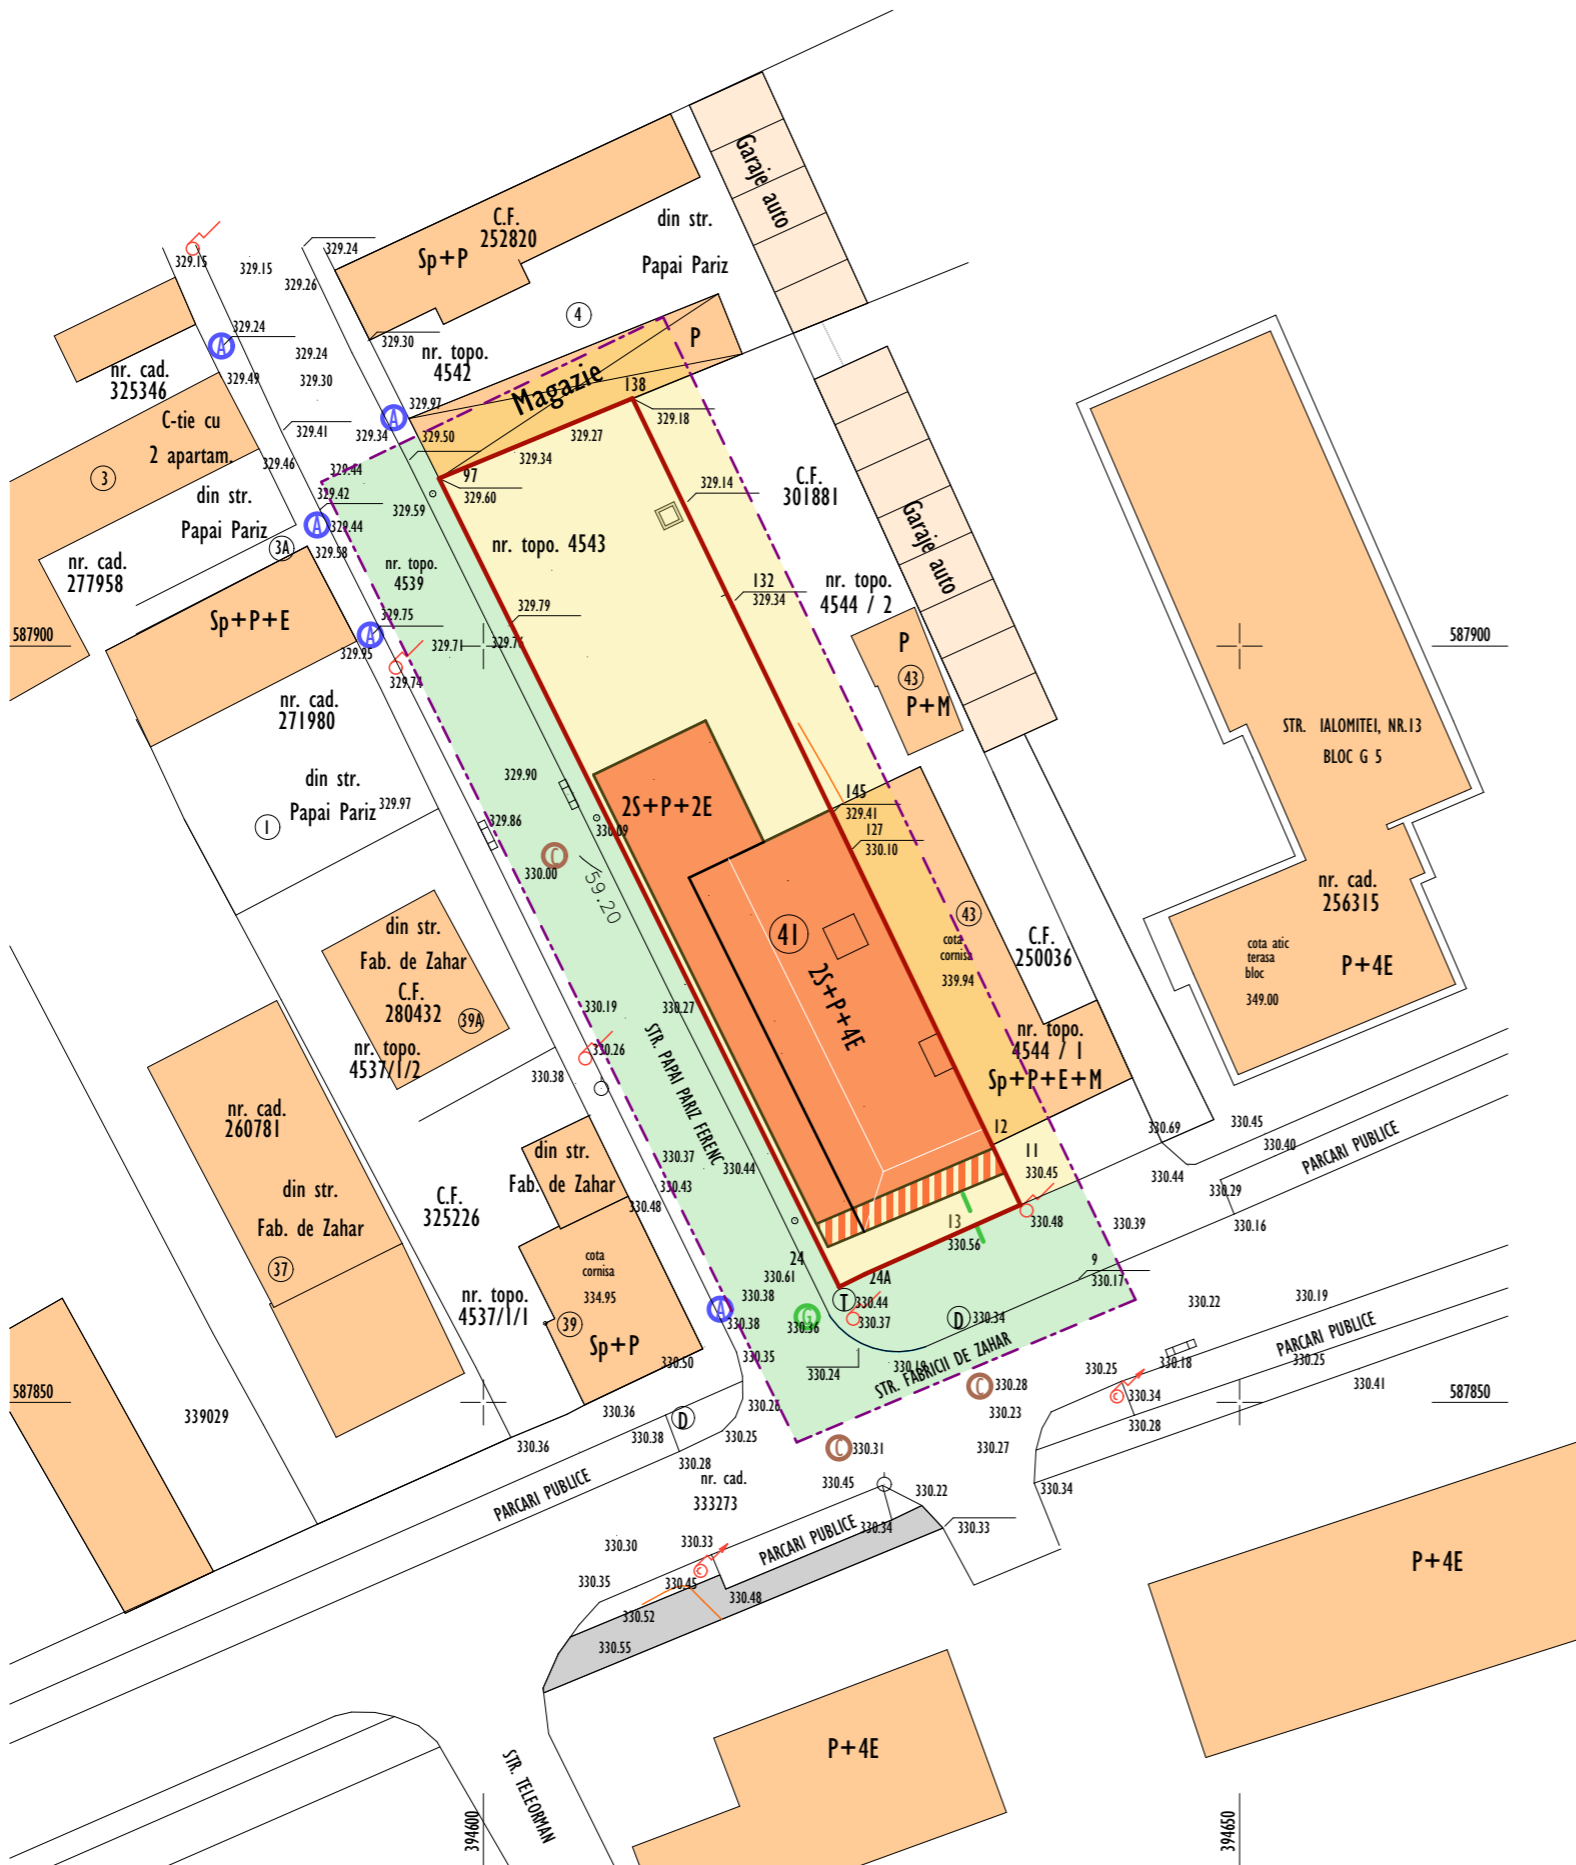 Garaje auto
C.F.
252820
Sp+P
din str.
Papai Pariz
329.24
329.15
329.15
329.26
329.24
329.24
329.30
329.30
4
P
nr. topo.
4542
nr. cad.
325346
329.49
C-tie cu
2 apartam.
3
329.41
329.34
329.97
A
A
Magazie
138
329.18
329.27
329.50
329.34
329.46
329.44
329.42
329.44
A
329.58
97
329.60
329.59
329.14
C.F.
301881
Garaje auto
din str.
Papai Pariz
3A
nr. cad.
277958
nr. topo. 4543
nr. topo.
4539
132
329.34
nr. topo.
4544 / 2
Sp+P+E
329.75
A
329.95
329.79
329.71
329.74
587900
587900
P
43
P+M
nr. cad.
271980
STR. IALOMITEI, NR.13
BLOC G 5
din str.
Papai Pariz
329.97
1
329.90
329.86
330.09
C
330.00
59.20
2S+P+2E
145
329.41
127
330.10
nr. cad.
256315
cota atic
terasa
bloc
349.00
P+4E
41
2S+P+4E
43
cota
cornisa
339.94
C.F.
250036
din str.
Fab. de Zahar
C.F.
280432
39A
nr. topo.
4537/1/2
330.19
330.27
330.26
330.38
STR. PAPAI PARIZ FERENC
nr. topo.
4544 / 1
Sp+P+E+M
nr. cad.
260781
din str.
Fab. de Zahar
37
din str.
Fab. de Zahar
C.F.
325226
330.37
330.43
330.44
330.48
12
11
330.45
330.69
330.45
330.40
330.44
330.29
330.16
PARCARI PUBLICE
13
330.56
330.48
330.39
9
330.17
cota
cornisa
334.95
nr. topo.
4537/1/1
39
Sp+P
24
330.61
24A
330.38
T
330.44
330.37
A
330.38
G
330.36
D
330.34
330.35
330.50
330.24
STR. FABRICII DE ZAHAR
330.22
330.19
PARCARI PUBLICE
330.25
330.18
330.25
330.34
330.41
330.28
C
330.28
330.23
330.27
587850
587850
339029
330.36
D
330.38
330.25
330.36
330.28
C
330.31
nr. cad.
333273
330.45
330.22
330.34
330.34
330.33
PARCARI PUBLICE
PARCARI PUBLICE
330.30
330.33
330.35
330.45
330.48
330.52
330.55
P+4E
P+4E
STR. TELEORMAN
394600
394650